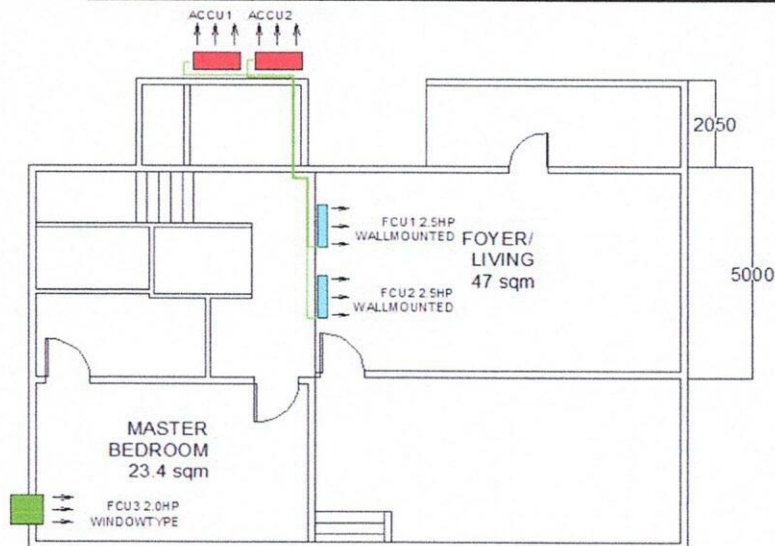 ACCU1
ACCU2
2050
FCU1 2.5HP
WALLMOUNTED
FOYER/
LIVING
47 sqm
5000
FCU2 2.5HP
WALLMOUNTED
MASTER
BEDROOM
23.4 sqm
FCU3 2.0HP
WINDOWTYPE